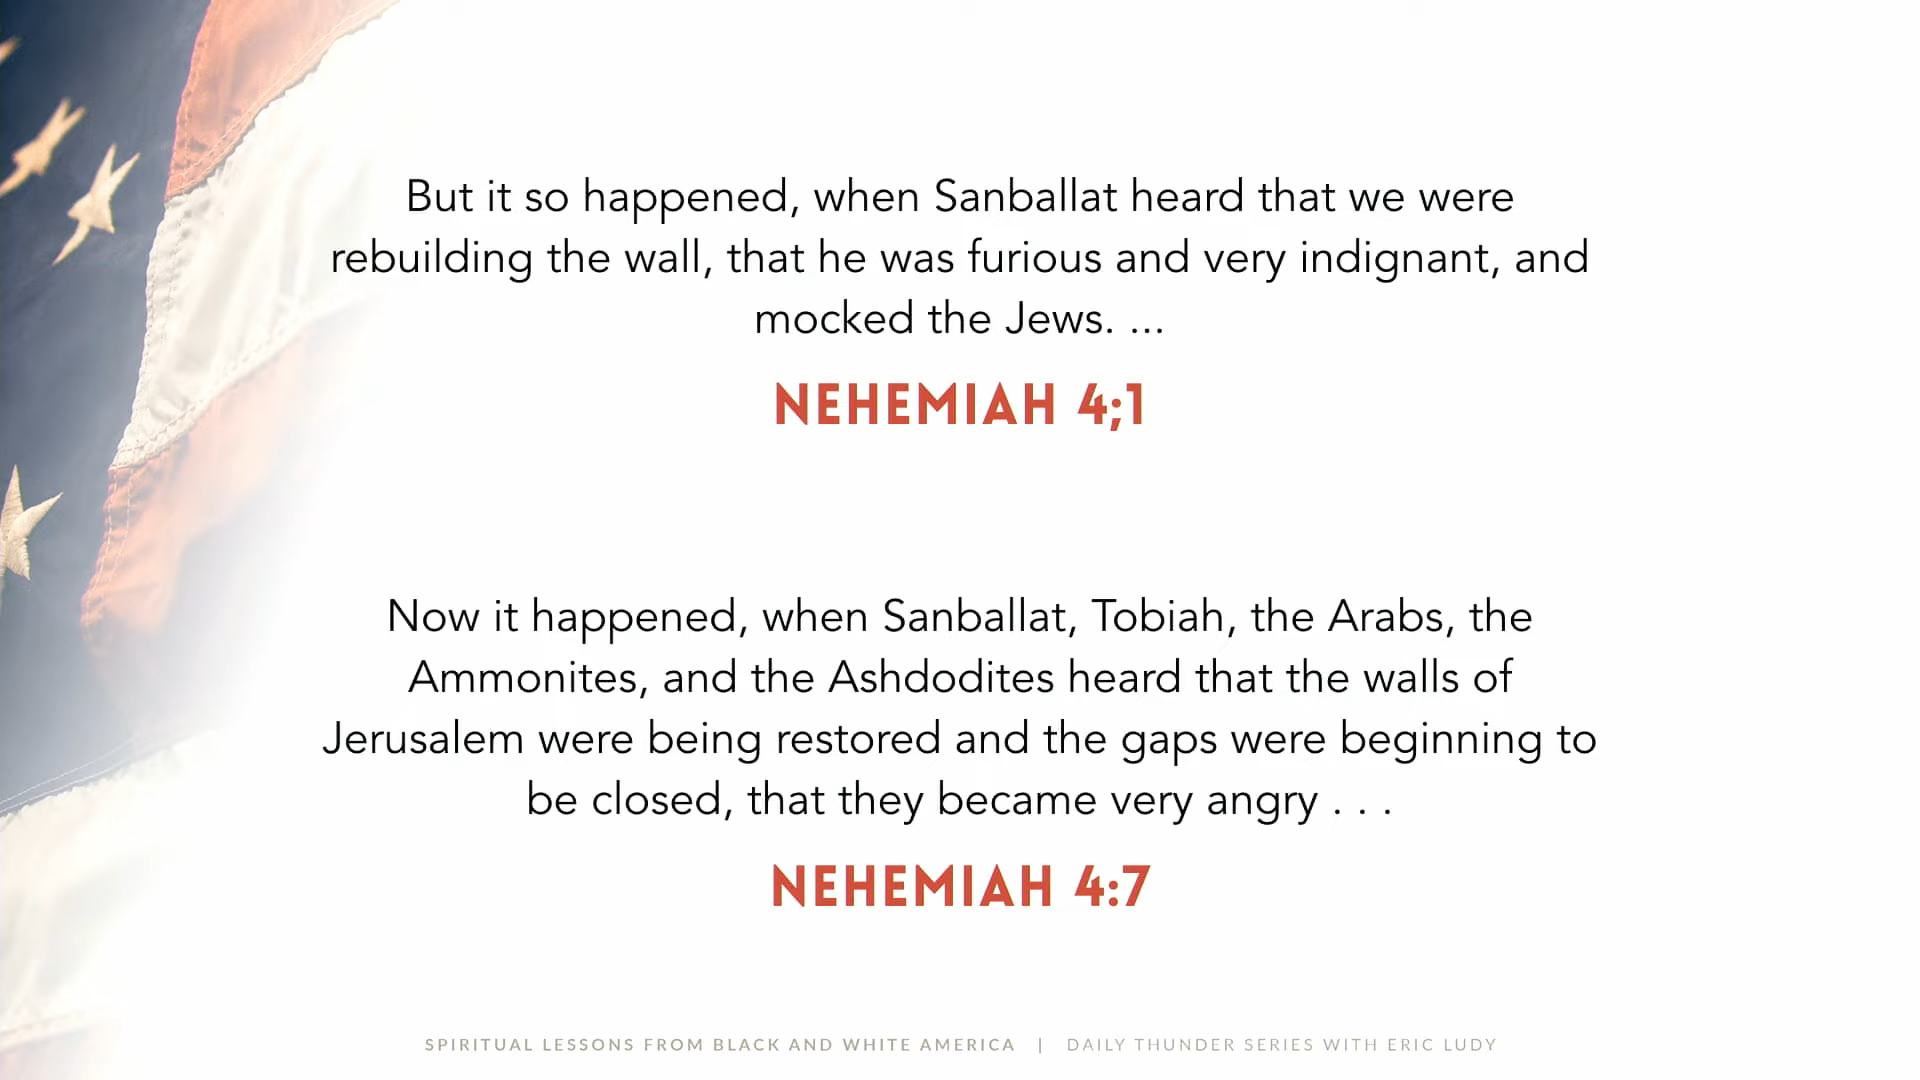 But it so happened, when Sanballat heard that we were
rebuilding the wall, that he was furious and very indignant, and
mocked the Jews. ...
NEHEMIAH 4;1
Now it happened, when Sanballat, Tobiah, the Arabs, the
Ammonites, and the Ashdodites heard that the walls of
Jerusalem were being restored and the gaps were beginning to
be closed, that they became very angry . . .
NEHEMIAH 4:7
SPIRITUAL LESSONS FROM BLACK AND WHITE AMERICA | DAILY THUNDER SERIES WITH ERIC LUDY